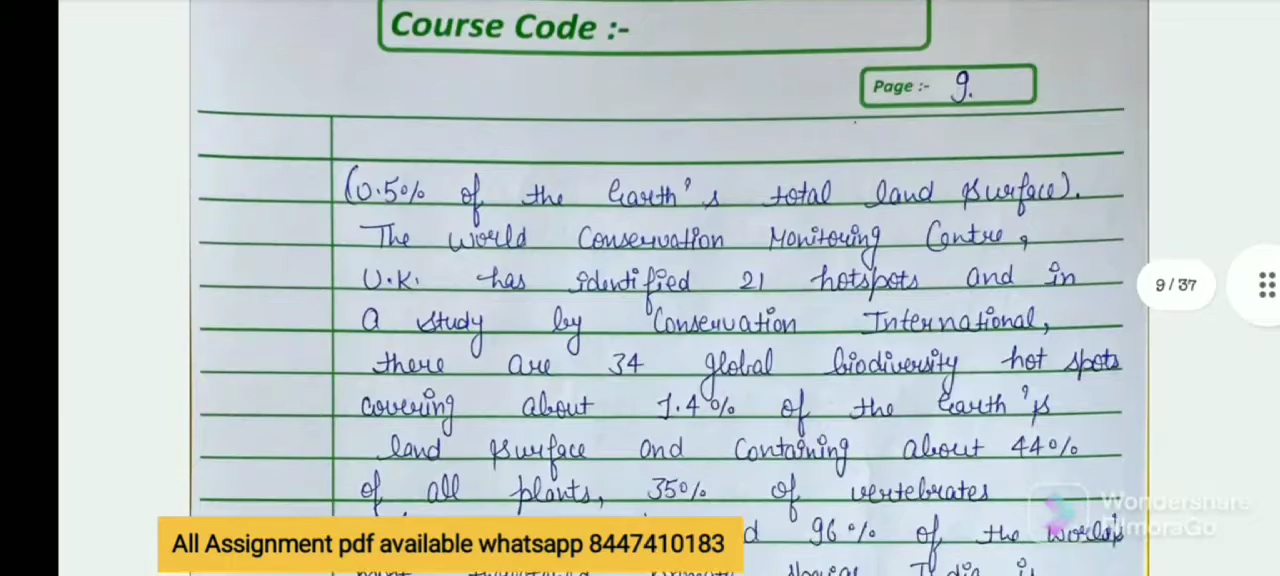 Course Code :-
Page :- 9.
(0.5% of the Earth's total land surface).
The World Conservation Monitoring Centre,
U.K. has identified 21 hotspots and in
a study by Conservation International,
there are 34 global biodiversity hot spots
covering about 1.4% of the Earth's
land surface and containing about 44%
of all plants, 35% of vertebrates
96% of the world's
India is
9 / 37
All Assignment pdf available whatsapp 8447410183
Wondershare
FilmoraGo